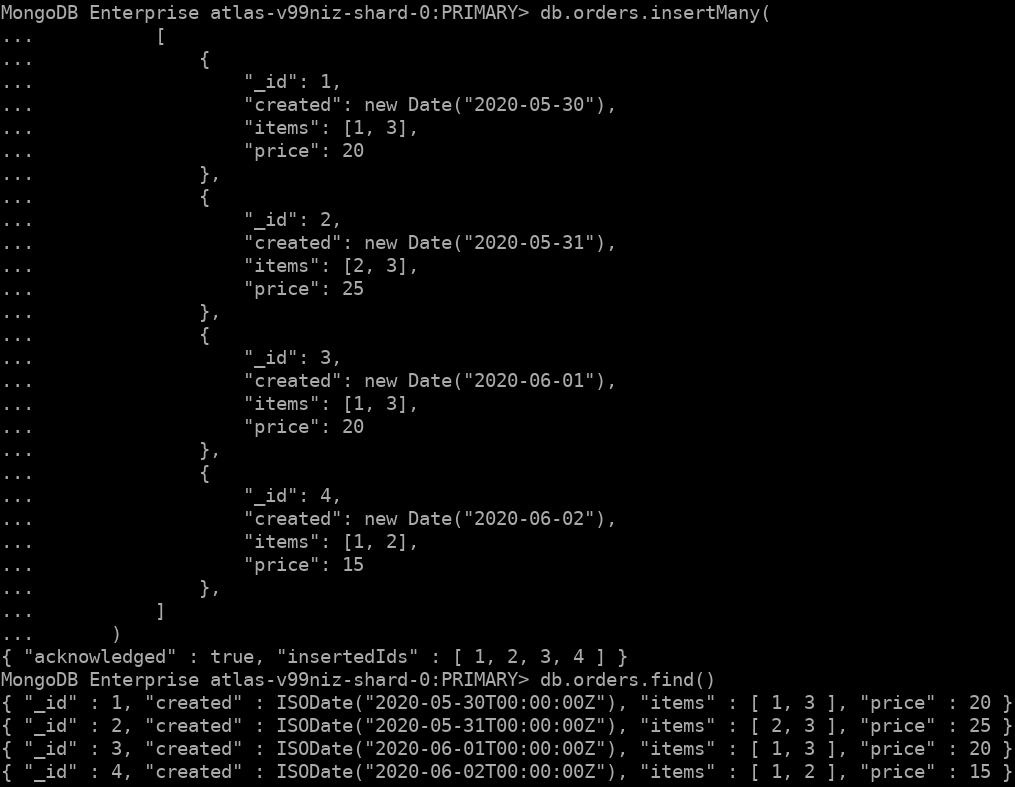 MongoDB Enterprise atlas-v99niz-shard-0:PRIMARY> db.orders.insertMany(
...           [
...               {
...                   "_id": 1,
...                   "created": new Date("2020-05-30"),
...                   "items": [1, 3],
...                   "price": 20
...               },
...               {
...                   "_id": 2,
...                   "created": new Date("2020-05-31"),
...                   "items": [2, 3],
...                   "price": 25
...               },
...               {
...                   "_id": 3,
...                   "created": new Date("2020-06-01"),
...                   "items": [1, 3],
...                   "price": 20
...               },
...               {
...                   "_id": 4,
...                   "created": new Date("2020-06-02"),
...                   "items": [1, 2],
...                   "price": 15
...               },
...           ]
...       )
{ "acknowledged" : true, "insertedIds" : [ 1, 2, 3, 4 ] }
MongoDB Enterprise atlas-v99niz-shard-0:PRIMARY> db.orders.find()
{ "_id" : 1, "created" : ISODate("2020-05-30T00:00:00Z"), "items" : [ 1, 3 ], "price" : 20 }
{ "_id" : 2, "created" : ISODate("2020-05-31T00:00:00Z"), "items" : [ 2, 3 ], "price" : 25 }
{ "_id" : 3, "created" : ISODate("2020-06-01T00:00:00Z"), "items" : [ 1, 3 ], "price" : 20 }
{ "_id" : 4, "created" : ISODate("2020-06-02T00:00:00Z"), "items" : [ 1, 2 ], "price" : 15 }